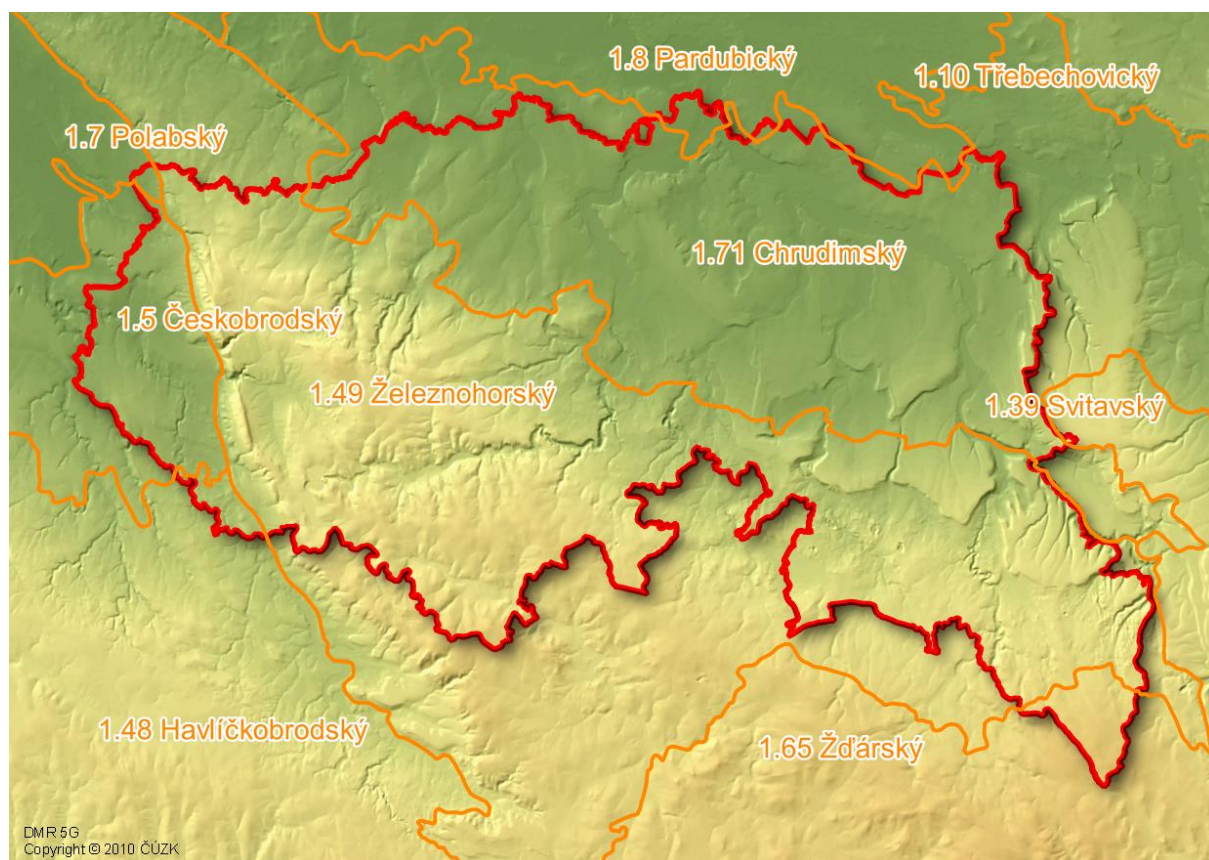 1.8 Pardubický
1.10 Třebechovický
1.7 Polabský
1.71 Chrudimský
1.5 Českobrodský
1.49 Železnohorský
1.39 Svitavský
1.48 Havlíčkobrodský
1.65 Žďárský
DMR 5G
Copyright © 2010 ČÚZK